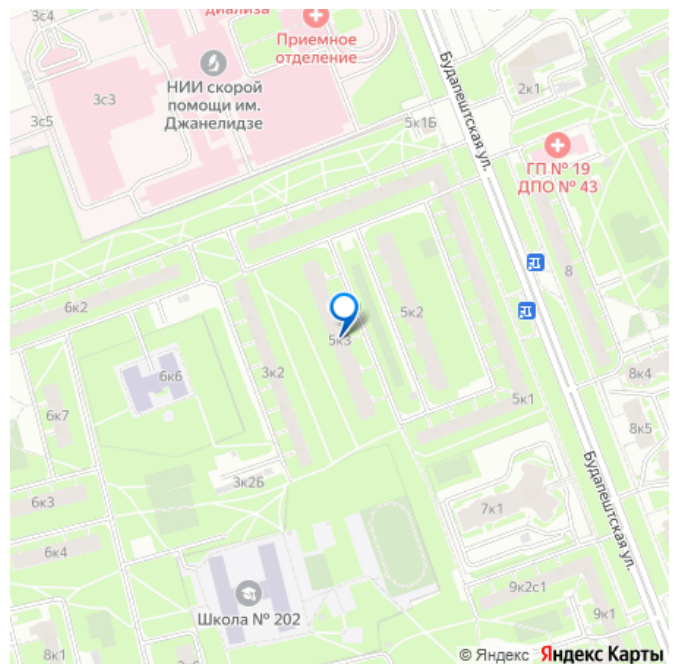 3с4
диализа
Приемное
отделение
НИИ скорой
помощи им.
Джанелидзе
3с3
3с5
Будапештская ул.
2к1
5к1Б
ГП № 19
ДПО № 43
8
6к2
5к2
5к3
3к2
6к6
8к4
6к7
5к1
8к5
Будапештская ул.
3к2Б
6к3
7к1
6к4
9к2с1
Школа № 202
9к1
8к1
© Яндекс Яндекс Карты